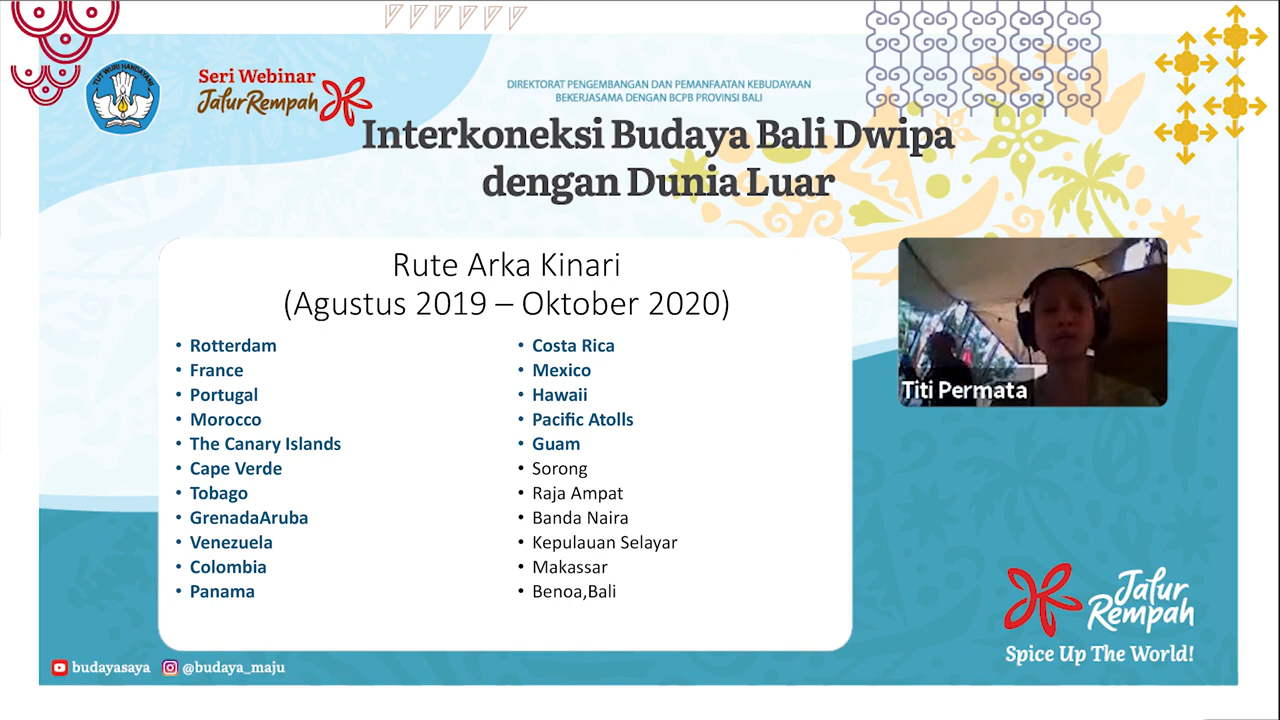 TUT WURI HANDAYANI
Seri Webinar
Jalur Rempah
DIREKTORAT PENGEMBANGAN DAN PEMANFAATAN KEBUDAYAAN
BEKERJASAMA DENGAN BCPB PROVINSI BALI
Interkoneksi Budaya Bali Dwipa
dengan Dunia Luar
Rute Arka Kinari
(Agustus 2019 – Oktober 2020)
• Rotterdam
• France
• Portugal
• Morocco
• The Canary Islands
• Cape Verde
• Tobago
• GrenadaAruba
• Venezuela
• Colombia
• Panama
• Costa Rica
• Mexico
• Hawaii
• Pacific Atolls
• Guam
• Sorong
• Raja Ampat
• Banda Naira
• Kepulauan Selayar
• Makassar
• Benoa,Bali
Titi Permata
Jalur
Rempah
Spice Up The World!
budayasaya @budaya_maju